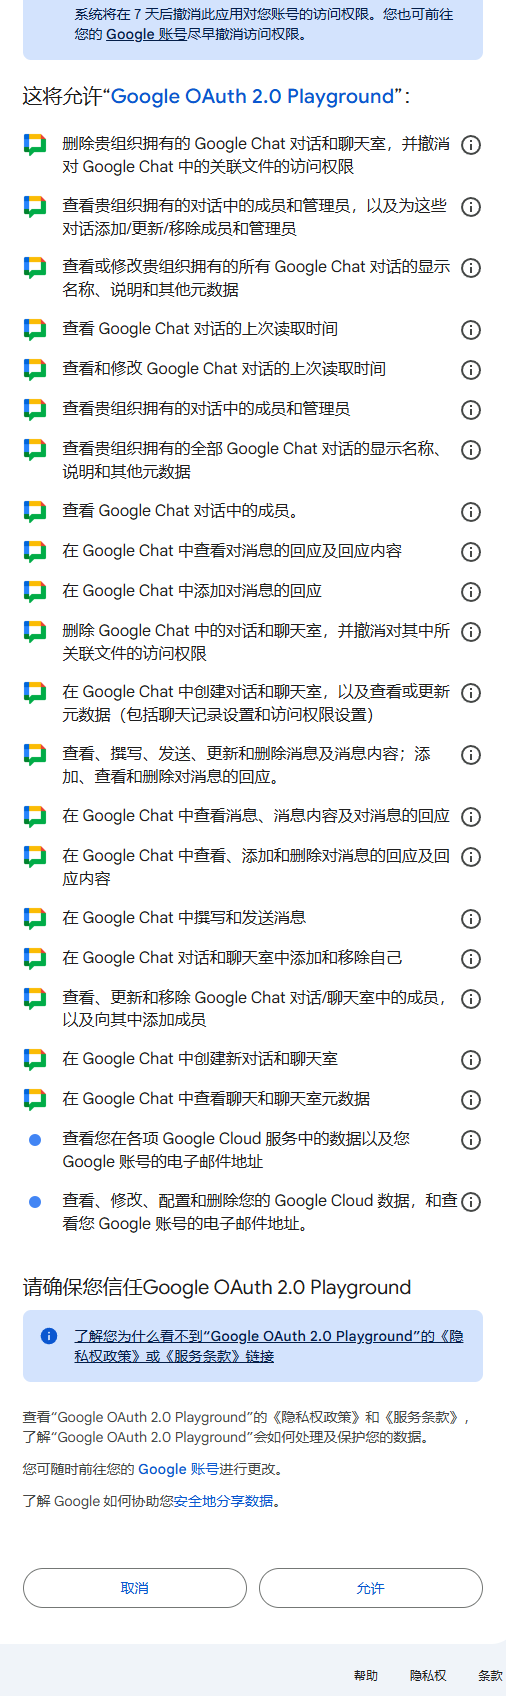 系统将在 7 天后撤消此应用对您账号的访问权限。您也可前往
您的 Google 账号尽早撤消访问权限。
这将允许“Google OAuth 2.0 Playground”：
删除贵组织拥有的 Google Chat 对话和聊天室，并撤消
对 Google Chat 中的关联文件的访问权限
查看贵组织拥有的对话中的成员和管理员，以及为这些
对话添加/更新/移除成员和管理员
查看或修改贵组织拥有的所有 Google Chat 对话的显示
名称、说明和其他元数据
查看 Google Chat 对话的上次读取时间
查看和修改 Google Chat 对话的上次读取时间
查看贵组织拥有的对话中的成员和管理员
查看贵组织拥有的全部 Google Chat 对话的显示名称、
说明和其他元数据
查看 Google Chat 对话中的成员。
在 Google Chat 中查看对消息的回应及回应内容
在 Google Chat 中添加对消息的回应
删除 Google Chat 中的对话和聊天室，并撤消对其中所
关联文件的访问权限
在 Google Chat 中创建对话和聊天室，以及查看或更新
元数据（包括聊天记录设置和访问权限设置）
查看、撰写、发送、更新和删除消息及消息内容；添
加、查看和删除对消息的回应。
在 Google Chat 中查看消息、消息内容及对消息的回应
在 Google Chat 中查看、添加和删除对消息的回应及回
应内容
在 Google Chat 中撰写和发送消息
在 Google Chat 对话和聊天室中添加和移除自己
查看、更新和移除 Google Chat 对话/聊天室中的成员，
以及向其中添加成员
在 Google Chat 中创建新对话和聊天室
在 Google Chat 中查看聊天和聊天室元数据
查看您在各项 Google Cloud 服务中的数据以及您
Google 账号的电子邮件地址
查看、修改、配置和删除您的 Google Cloud 数据，和查
看您 Google 账号的电子邮件地址。
请确保您信任Google OAuth 2.0 Playground
了解您为什么看不到“Google OAuth 2.0 Playground”的《隐
私权政策》或《服务条款》链接
查看“Google OAuth 2.0 Playground”的《隐私权政策》和《服务条款》，
了解“Google OAuth 2.0 Playground”会如何处理及保护您的数据。
您可随时前往您的 Google 账号进行更改。
了解 Google 如何协助您安全地分享数据。
取消 允许
帮助 隐私权 条款